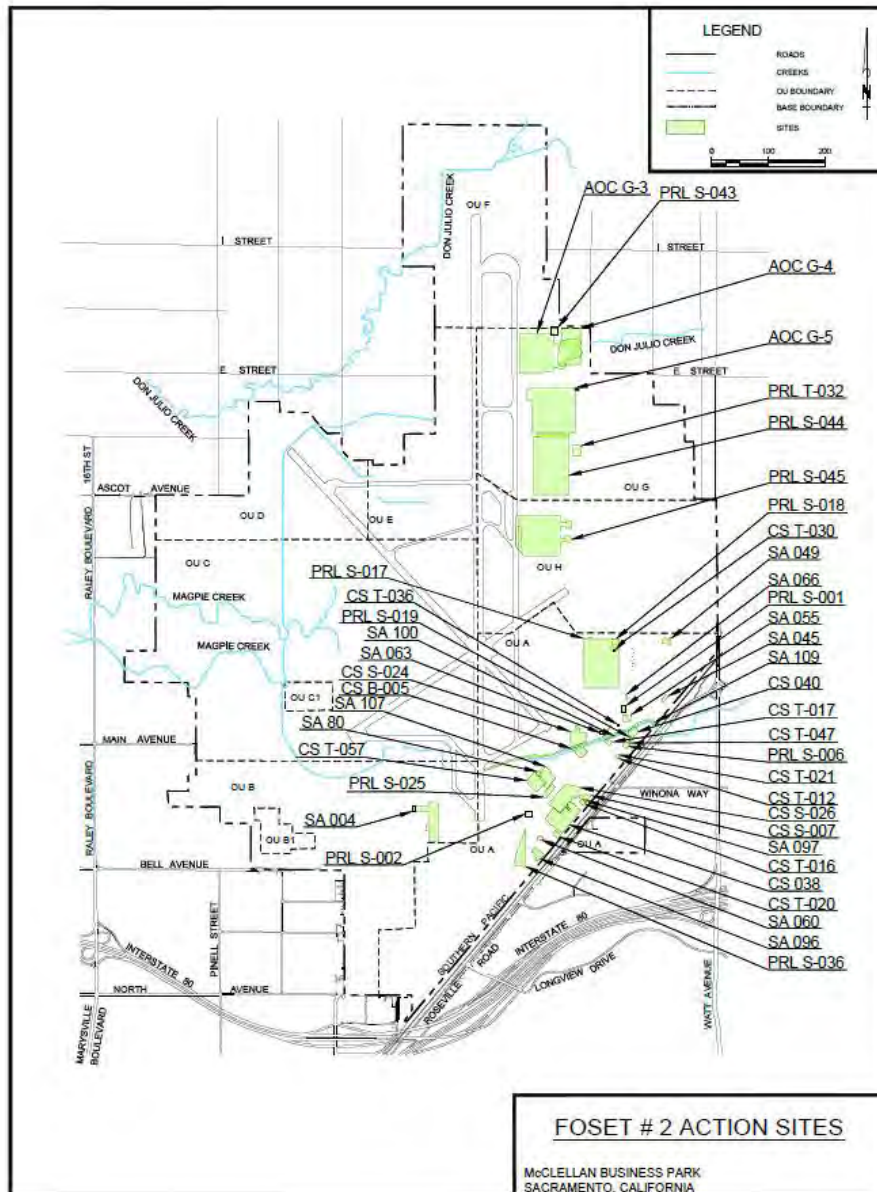 LEGEND
ROADS
CREEKS
OU BOUNDARY
BASE BOUNDARY
SITES
N
0 100 200
AOC G-3
PRL S-043
OU F
DON JULIO CREEK
I STREET
I STREET
AOC G-4
DON JULIO CREEK
AOC G-5
E STREET
E STREET
DON JULIO CREEK
PRL T-032
PRL S-044
16TH ST
ASCOT AVENUE
OU G
PRL S-045
OU D
OU E
PRL S-018
CS T-030
SA 049
OU C
OU H
RALEY BOULEVARD
PRL S-017
SA 066
CS T-036
PRL S-001
MAGPIE CREEK
PRL S-019
SA 055
SA 100
SA 045
MAGPIE CREEK
OU A
SA 063
SA 109
CS S-024
CS 040
CS B-005
OU C1
SA 107
CS T-017
SA 80
CS T-047
MAIN AVENUE
CS T-057
PRL S-006
CS T-021
PRL S-025
WINONA WAY
CS T-012
OU B
CS S-026
SA 004
CS S-007
OU B1
SA 097
RALEY BOULEVARD
PRL S-002
OU A
OU A
CS T-016
BELL AVENUE
CS 038
CS T-020
SA 060
SA 096
PRL S-036
PINELL STREET
SOUTHERN PACIFIC
INTERSTATE 80
INTERSTATE 80
ROSEVILLE ROAD
LONGVIEW DRIVE
NORTH AVENUE
WATT AVENUE
MARYSVILLE BOULEVARD
FOSET # 2 ACTION SITES
McCLELLAN BUSINESS PARK
SACRAMENTO, CALIFORNIA